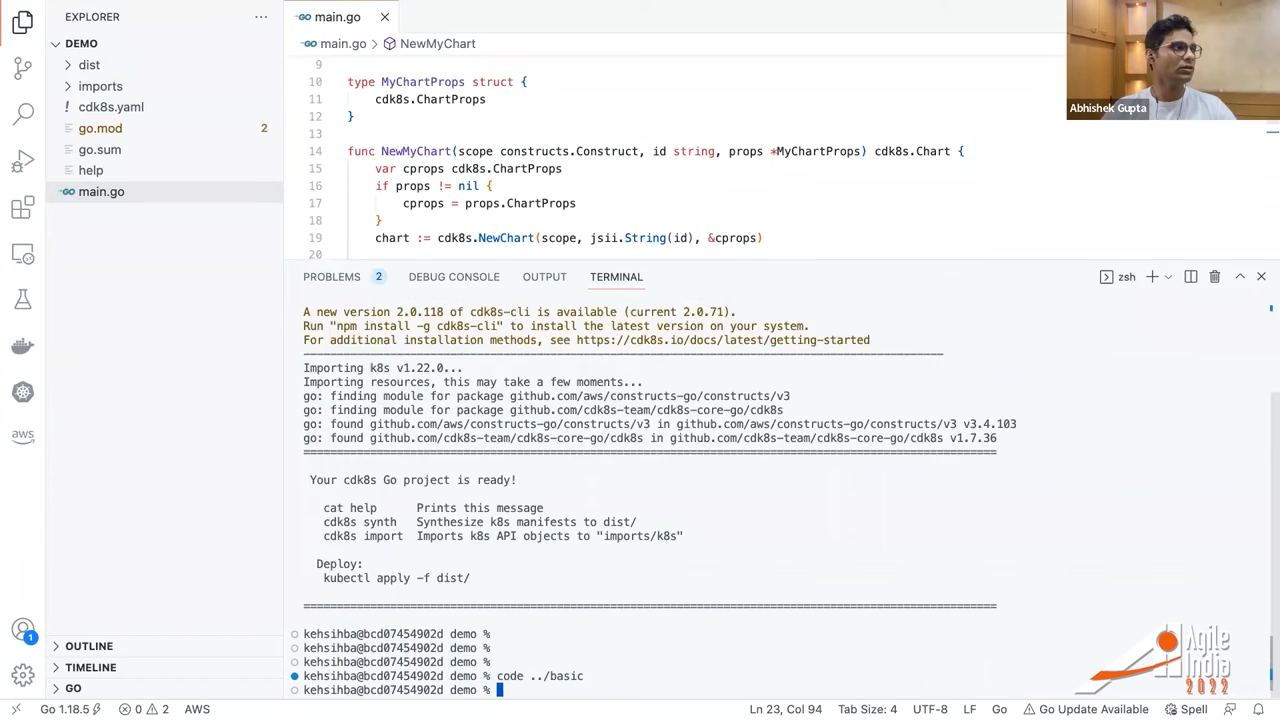 EXPLORER
DEMO
dist
imports
! cdk8s.yaml
go.mod 2
go.sum
help
GO main.go
OUTLINE
TIMELINE
GO
GO main.go
GO main.go > NewMyChart
9
10 type MyChartProps struct {
11 cdk8s.ChartProps
12 }
13
14 func NewMyChart(scope constructs.Construct, id string, props *MyChartProps) cdk8s.Chart {
15 var cprops cdk8s.ChartProps
16 if props != nil {
17 cprops = props.ChartProps
18 }
19 chart := cdk8s.NewChart(scope, jsii.String(id), &cprops)
20
Abhishek Gupta
PROBLEMS 2 DEBUG CONSOLE OUTPUT TERMINAL zsh
A new version 2.0.118 of cdk8s-cli is available (current 2.0.71).
Run "npm install -g cdk8s-cli" to install the latest version on your system.
For additional installation methods, see https://cdk8s.io/docs/latest/getting-started
Importing k8s v1.22.0...
Importing resources, this may take a few moments...
go: finding module for package github.com/aws/constructs-go/constructs/v3
go: finding module for package github.com/cdk8s-team/cdk8s-core-go/cdk8s
go: found github.com/aws/constructs-go/constructs/v3 in github.com/aws/constructs-go/constructs/v3 v3.4.103
go: found github.com/cdk8s-team/cdk8s-core-go/cdk8s in github.com/cdk8s-team/cdk8s-core-go/cdk8s v1.7.36
Your cdk8s Go project is ready!
cat help Prints this message
cdk8s synth Synthesize k8s manifests to dist/
cdk8s import Imports k8s API objects to "imports/k8s"
Deploy:
kubectl apply -f dist/
kehsihba@bcd07454902d demo %
kehsihba@bcd07454902d demo %
kehsihba@bcd07454902d demo %
kehsihba@bcd07454902d demo % code ../basic
kehsihba@bcd07454902d demo %
aws
1
Agile
India
2022
Go 1.18.5 0 2 AWS Ln 23, Col 94 Tab Size: 4 UTF-8 LF Go Go Update Available Spell